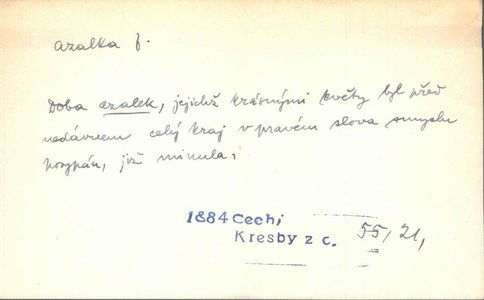 azalka f.
Doba azalek, jejichž krásnými květy byl před
nedávnem celý kraj v pravém slova smyslu
posypán, již minula;
1884 Čechi
Kresby z c. 55/21,